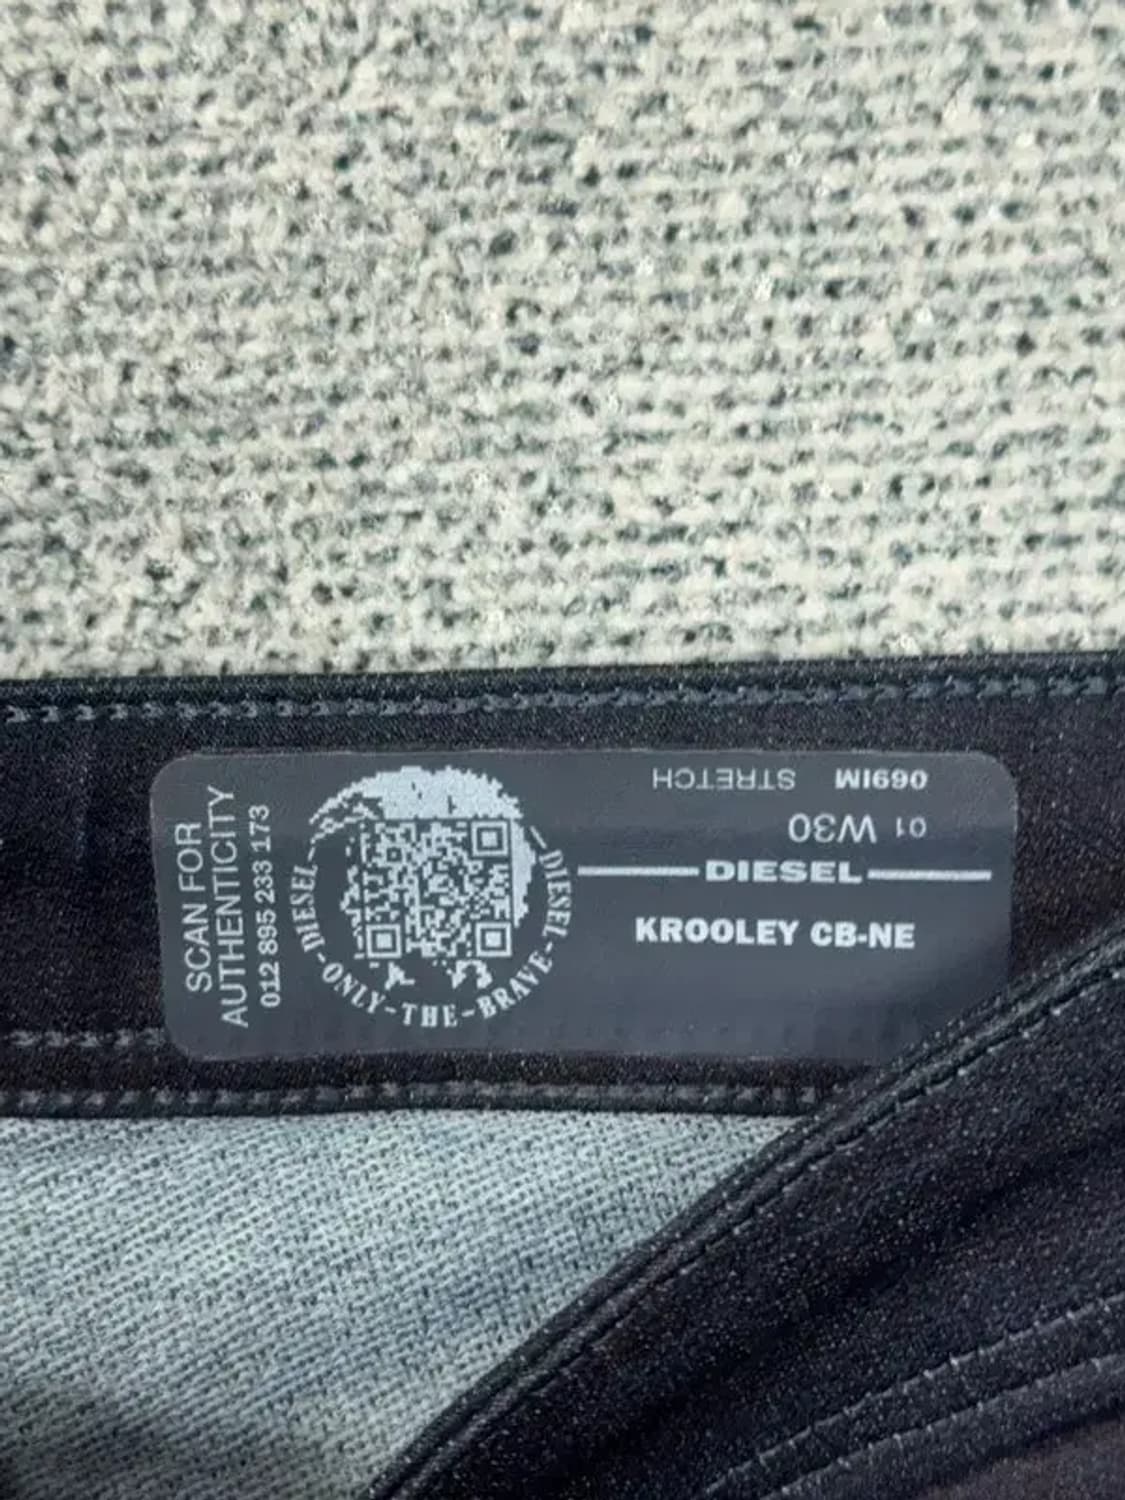 SCAN FOR
AUTHENTICITY
012 895 233 173
DIESEL-ONLY-THE-BRAVE-DIESEL
069IM STRETCH
01 W30
DIESEL
KROOLEY CB-NE